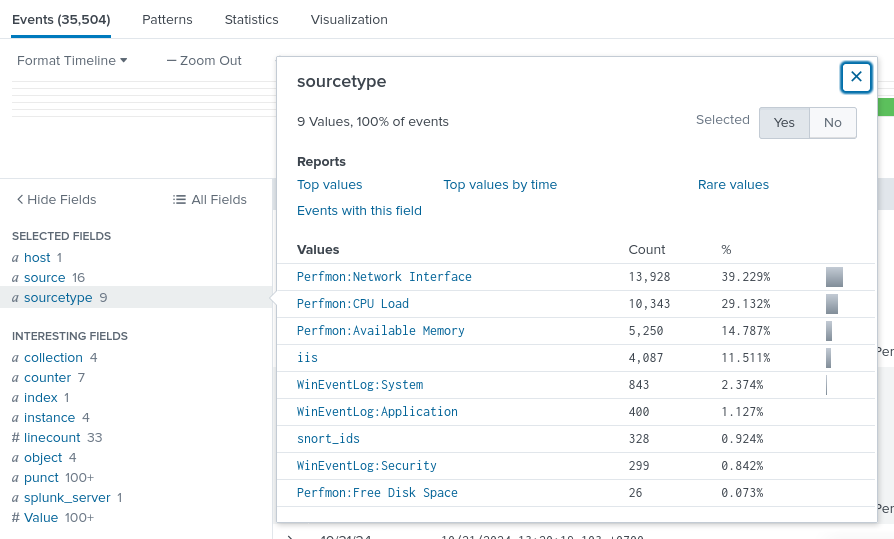 Events (35,504) Patterns Statistics Visualization
Format Timeline — Zoom Out
sourcetype
9 Values, 100% of events Selected Yes No
Reports
Top values Top values by time Rare values
Events with this field
Values Count %
Perfmon:Network Interface 13,928 39.229%
Perfmon:CPU Load 10,343 29.132%
Perfmon:Available Memory 5,250 14.787%
iis 4,087 11.511%
WinEventLog:System 843 2.374%
WinEventLog:Application 400 1.127%
snort_ids 328 0.924%
WinEventLog:Security 299 0.842%
Perfmon:Free Disk Space 26 0.073%
Hide Fields All Fields
SELECTED FIELDS
a host 1
a source 16
a sourcetype 9
INTERESTING FIELDS
a collection 4
a counter 7
a index 1
a instance 4
# linecount 33
a object 4
a punct 100+
a splunk_server 1
# Value 100+
Per
Per